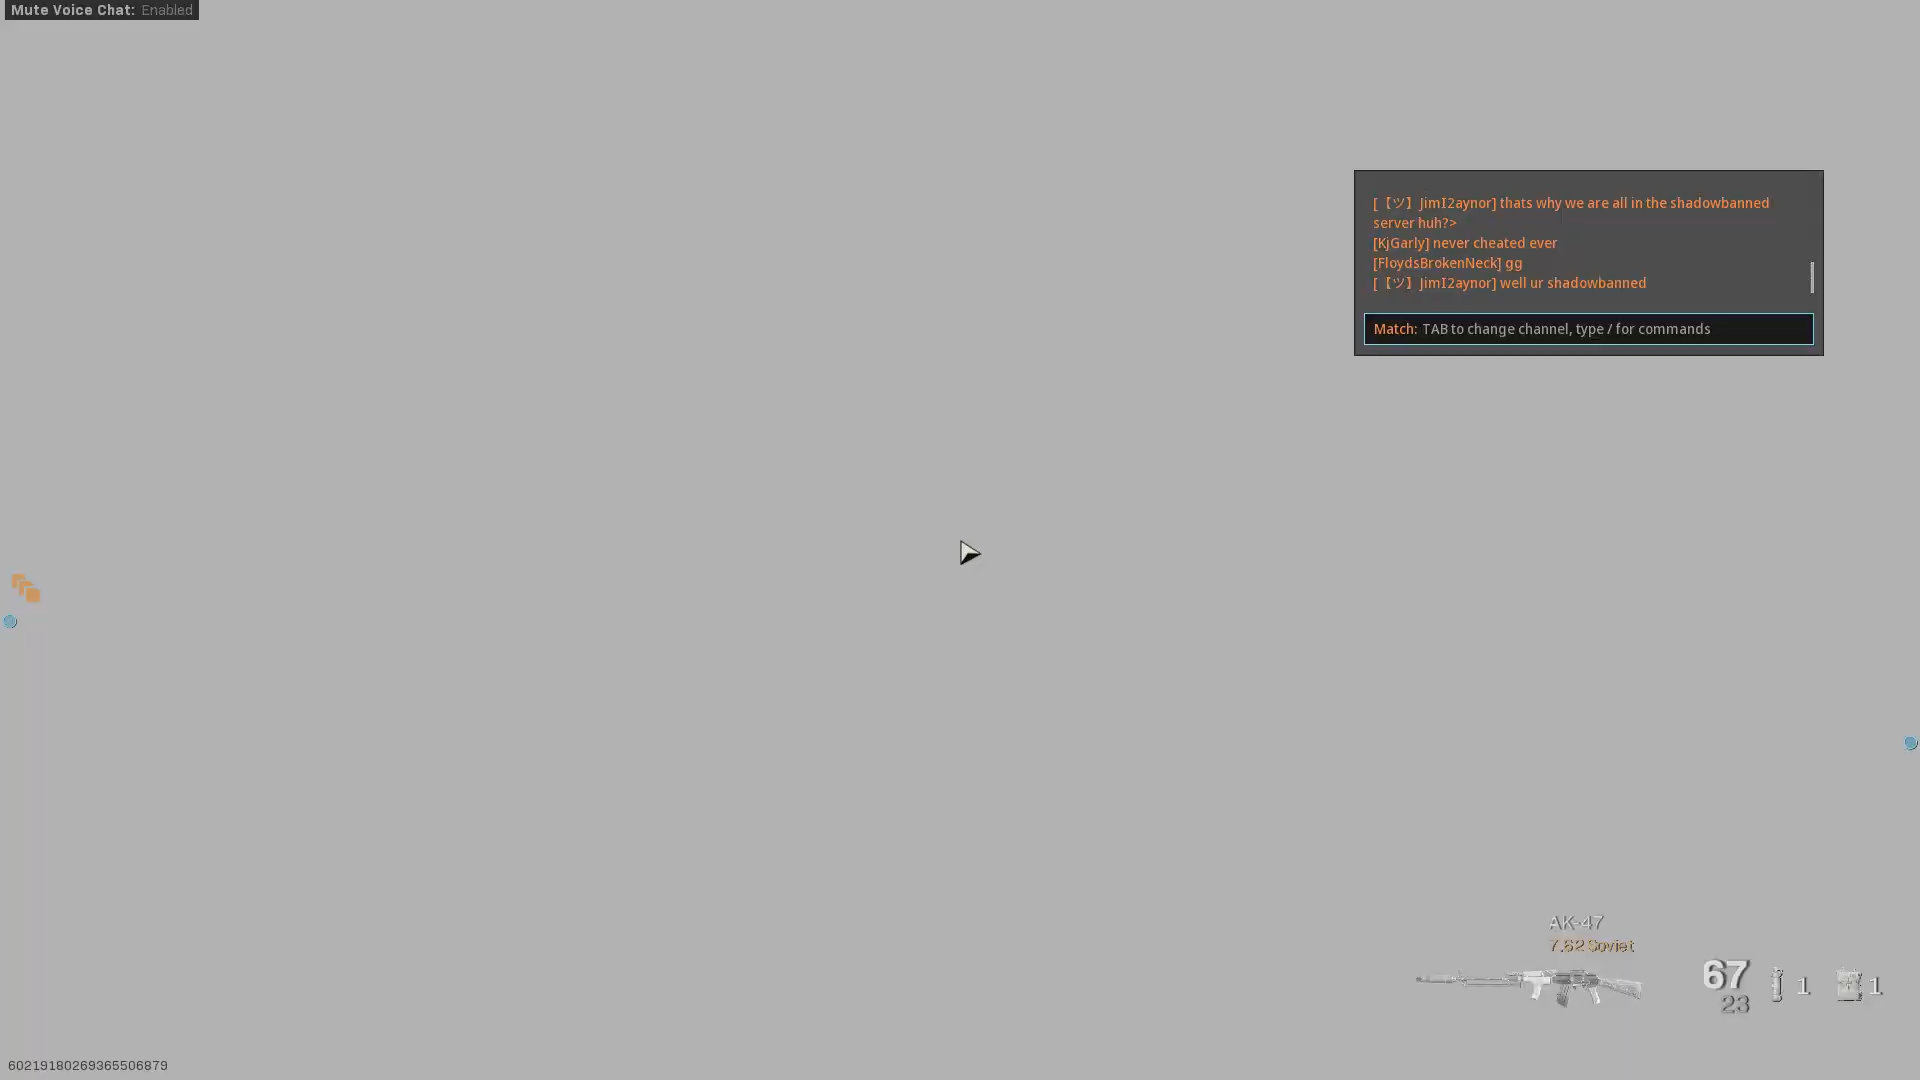 Mute Voice Chat: Enabled
[【ツ】JimI2aynor] thats why we are all in the shadowbanned
server huh?>
[KjGarly] never cheated ever
[FloydsBrokenNeck] gg
[【ツ】JimI2aynor] well ur shadowbanned
Match: TAB to change channel, type / for commands
AK-47
7.62 Soviet
67
23
1
1
60219180269365506879